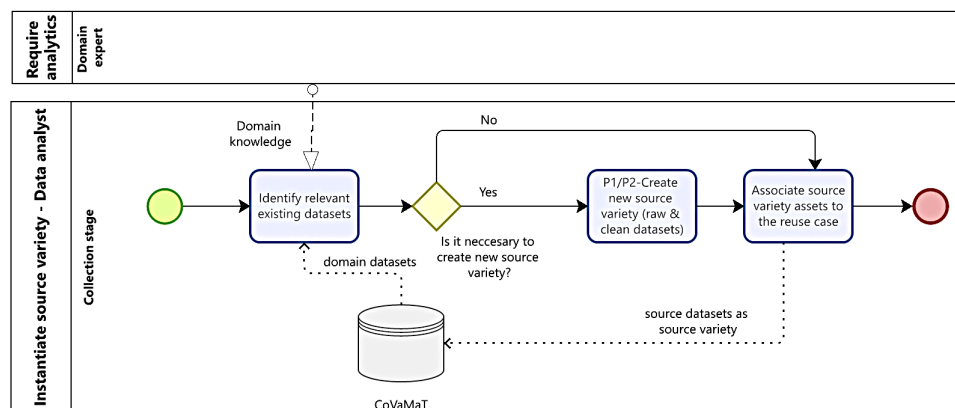 Require
analytics
Domain
expert
Instantiate source variety - Data analyst
Collection stage
Domain
knowledge
No
Identify relevant
existing datasets
Yes
P1/P2-Create
new source
variety (raw &
clean datasets)
Associate source
variety assets to
the reuse case
Is it neccesary to
create new source
variety?
domain datasets
source datasets as
source variety
CoVaMaT